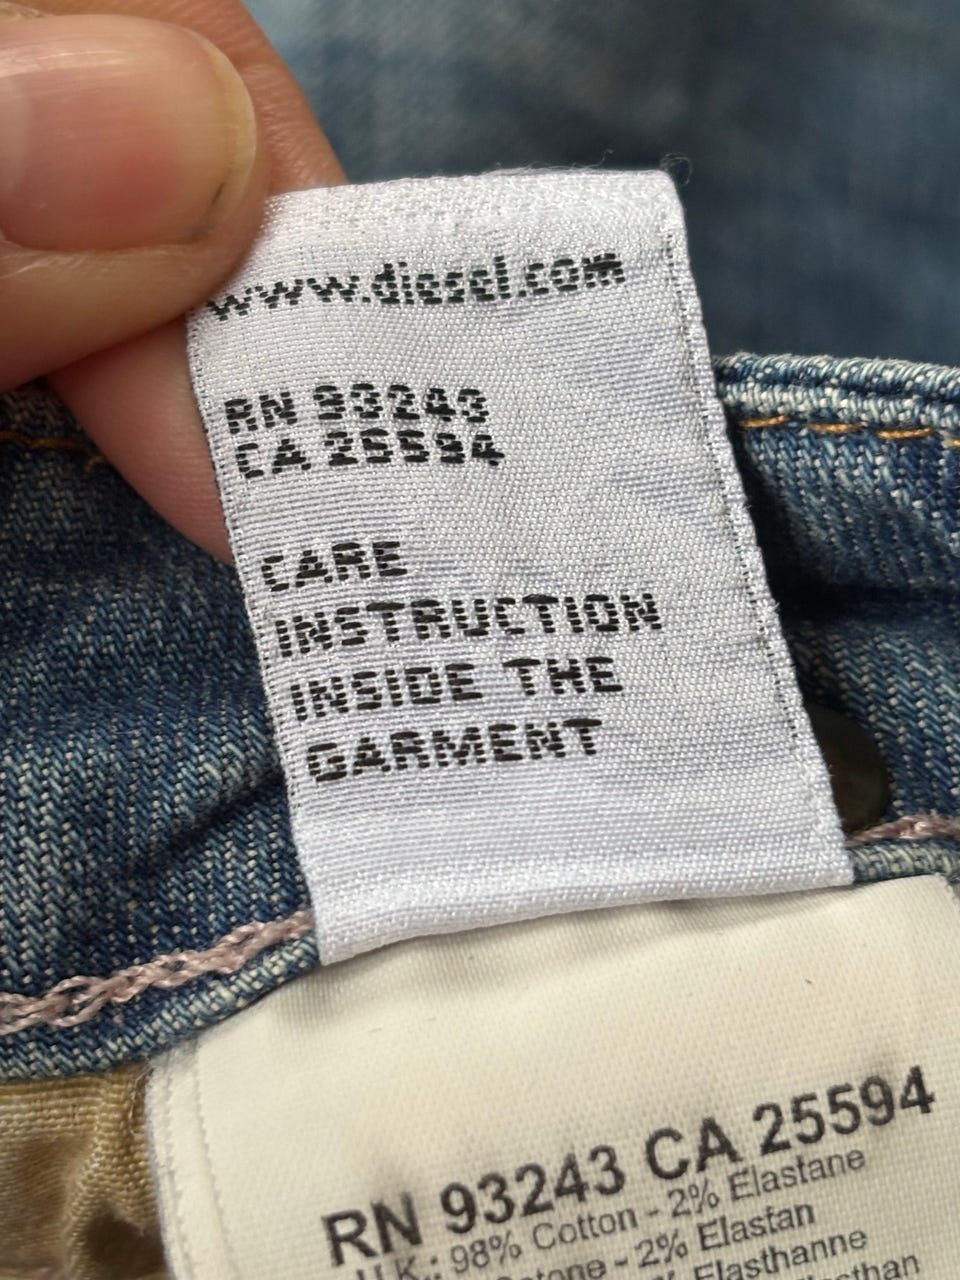 www.diesel.com
RN 93243
CA 25594
CARE
INSTRUCTION
INSIDE THE
GARMENT
RN 93243 CA 25594
U.K.: 98% Cotton - 2% Elastane
- 2% Elastan
Elasthanne